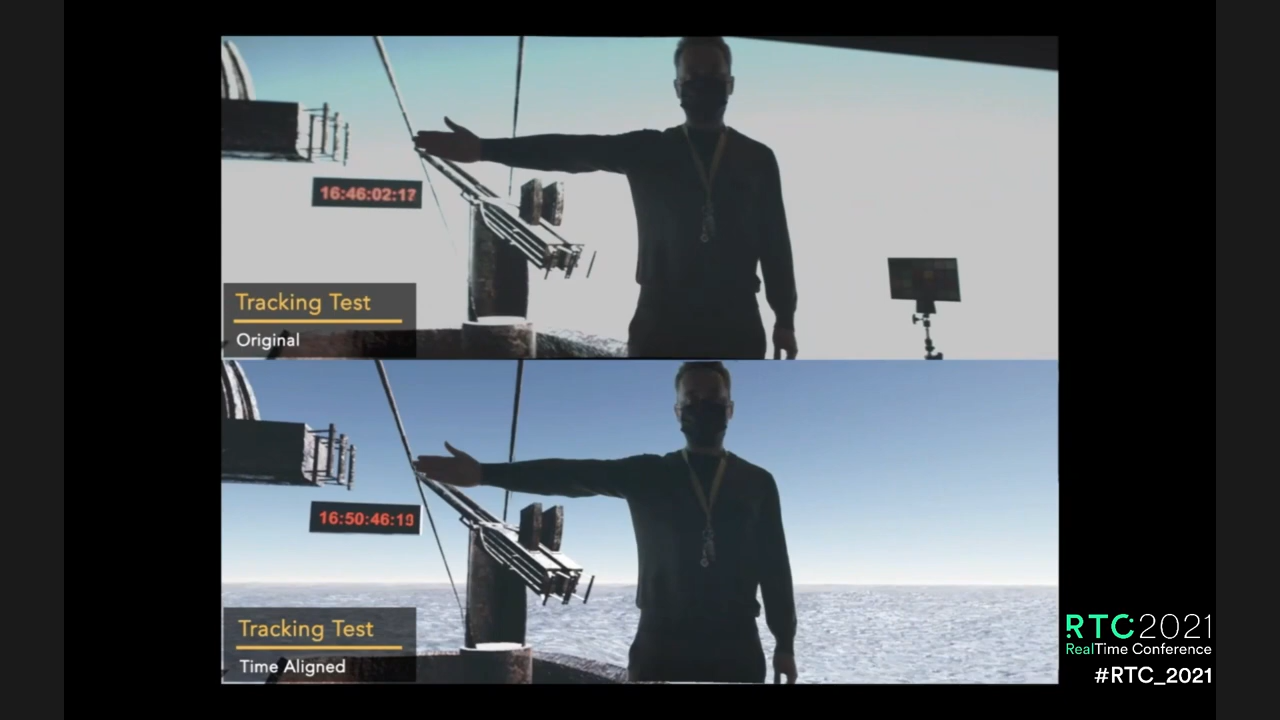 16:46:02:17
Tracking Test
Original
16:50:46:19
Tracking Test
Time Aligned
RTC2021
RealTime Conference
#RTC_2021